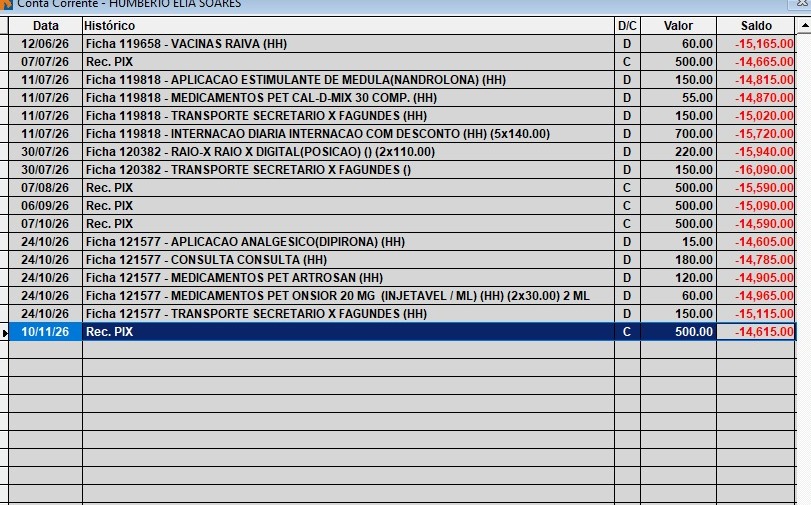 Conta Corrente - HUMBERTO ELIA SOARES
Data Histórico D/C Valor Saldo
12/06/26 Ficha 119658 - VACINAS RAIVA (HH) D 60.00 -15,165.00
07/07/26 Rec. PIX C 500.00 -14,665.00
11/07/26 Ficha 119818 - APLICACAO ESTIMULANTE DE MEDULA(NANDROLONA) (HH) D 150.00 -14,815.00
11/07/26 Ficha 119818 - MEDICAMENTOS PET CAL-D-MIX 30 COMP. (HH) D 55.00 -14,870.00
11/07/26 Ficha 119818 - TRANSPORTE SECRETARIO X FAGUNDES (HH) D 150.00 -15,020.00
11/07/26 Ficha 119818 - INTERNACAO DIARIA INTERNACAO COM DESCONTO (HH) (5x140.00) D 700.00 -15,720.00
30/07/26 Ficha 120382 - RAIO-X RAIO X DIGITAL(POSICAO) () (2x110.00) D 220.00 -15,940.00
30/07/26 Ficha 120382 - TRANSPORTE SECRETARIO X FAGUNDES () D 150.00 -16,090.00
07/08/26 Rec. PIX C 500.00 -15,590.00
06/09/26 Rec. PIX C 500.00 -15,090.00
07/10/26 Rec. PIX C 500.00 -14,590.00
24/10/26 Ficha 121577 - APLICACAO ANALGESICO(DIPIRONA) (HH) D 15.00 -14,605.00
24/10/26 Ficha 121577 - CONSULTA CONSULTA (HH) D 180.00 -14,785.00
24/10/26 Ficha 121577 - MEDICAMENTOS PET ARTROSAN (HH) D 120.00 -14,905.00
24/10/26 Ficha 121577 - MEDICAMENTOS PET ONSIOR 20 MG (INJETAVEL / ML) (HH) (2x30.00) 2 ML D 60.00 -14,965.00
24/10/26 Ficha 121577 - TRANSPORTE SECRETARIO X FAGUNDES (HH) D 150.00 -15,115.00
10/11/26 Rec. PIX C 500.00 -14,615.00